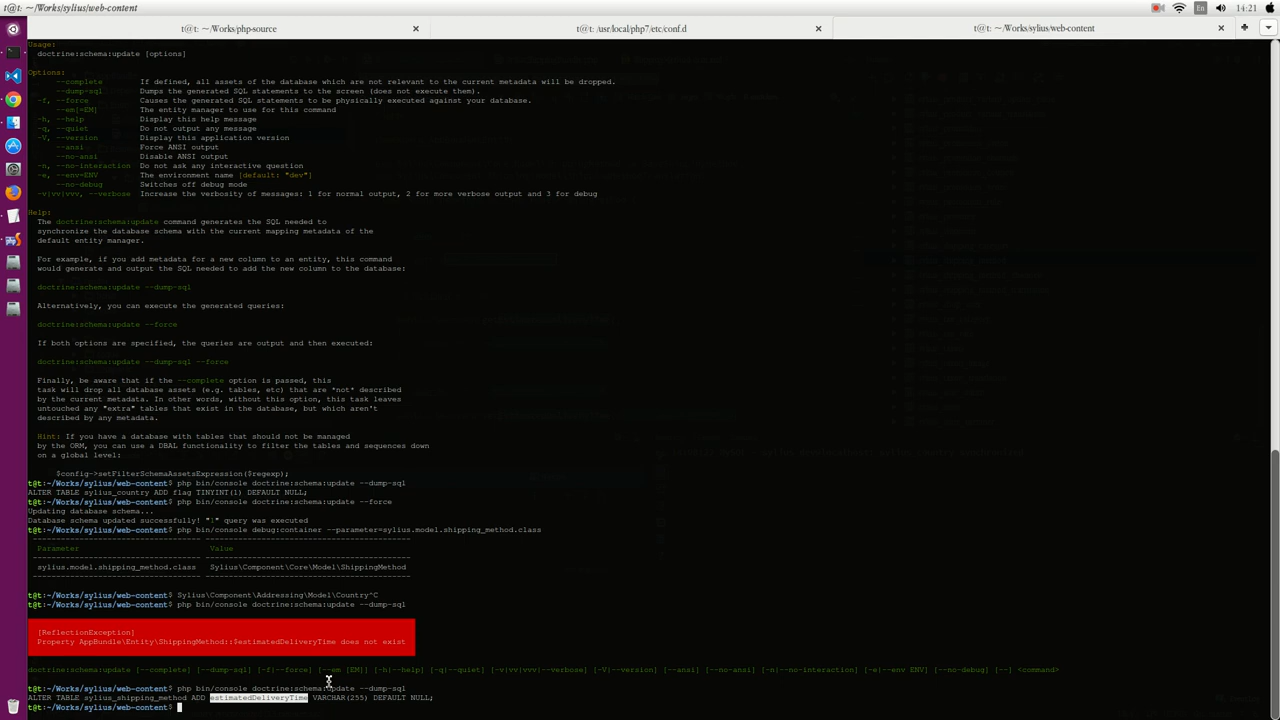 t@t: ~/Works/sylius/web-content
En
14:21
t@t: ~/Works/php-source
t@t: /usr/local/php7/etc/conf.d
t@t: ~/Works/sylius/web-content
Usage:
doctrine:schema:update [options]
Options:
--complete If defined, all assets of the database which are not relevant to the current metadata will be dropped.
--dump-sql Dumps the generated SQL statements to the screen (does not execute them).
-f, --force Causes the generated SQL statements to be physically executed against your database.
--em[=EM] The entity manager to use for this command
-h, --help Display this help message
-q, --quiet Do not output any message
-V, --version Display this application version
--ansi Force ANSI output
--no-ansi Disable ANSI output
-n, --no-interaction Do not ask any interactive question
-e, --env=ENV The environment name [default: "dev"]
--no-debug Switches off debug mode
-v|vv|vvv, --verbose Increase the verbosity of messages: 1 for normal output, 2 for more verbose output and 3 for debug
Help:
The doctrine:schema:update command generates the SQL needed to
synchronize the database schema with the current mapping metadata of the
default entity manager.
For example, if you add metadata for a new column to an entity, this command
would generate and output the SQL needed to add the new column to the database:
doctrine:schema:update --dump-sql
Alternatively, you can execute the generated queries:
doctrine:schema:update --force
If both options are specified, the queries are output and then executed:
doctrine:schema:update --dump-sql --force
Finally, be aware that if the --complete option is passed, this
task will drop all database assets (e.g. tables, etc) that are *not* described
by the current metadata. In other words, without this option, this task leaves
untouched any "extra" tables that exist in the database, but which aren't
described by any metadata.
Hint: If you have a database with tables that should not be managed
by the ORM, you can use a DBAL functionality to filter the tables and sequences down
on a global level:
$config->setFilterSchemaAssetsExpression($regexp);
t@t:~/Works/sylius/web-content$ php bin/console doctrine:schema:update --dump-sql
ALTER TABLE sylius_country ADD flag TINYINT(1) DEFAULT NULL;
t@t:~/Works/sylius/web-content$ php bin/console doctrine:schema:update --force
Updating database schema...
Database schema updated successfully! "1" query was executed
t@t:~/Works/sylius/web-content$ php bin/console debug:container --parameter=sylius.model.shipping_method.class
Parameter Value
sylius.model.shipping_method.class Sylius\Component\Core\Model\ShippingMethod
t@t:~/Works/sylius/web-content$ Sylius\Component\Addressing\Model\Country^C
t@t:~/Works/sylius/web-content$ php bin/console doctrine:schema:update --dump-sql
[ReflectionException]
Property AppBundle\Entity\ShippingMethod::$estimatedDeliveryTime does not exist
doctrine:schema:update [--complete] [--dump-sql] [-f|--force] [--em [EM]] [-h|--help] [-q|--quiet] [-v|vv|vvv|--verbose] [-V|--version] [--ansi] [--no-ansi] [-n|--no-interaction] [-e|--env ENV] [--no-debug] [--] <command>
t@t:~/Works/sylius/web-content$ php bin/console doctrine:schema:update --dump-sql
ALTER TABLE sylius_shipping_method ADD estimatedDeliveryTime VARCHAR(255) DEFAULT NULL;
t@t:~/Works/sylius/web-content$